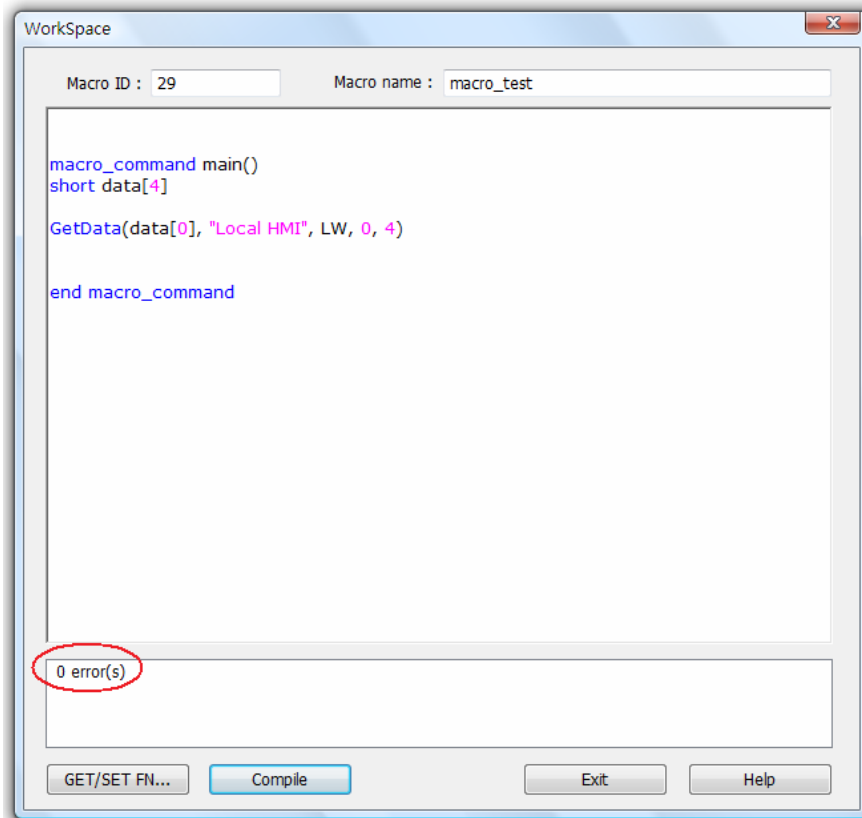 WorkSpace
Macro ID : 29 Macro name : macro_test
macro_command main()
short data[4]
GetData(data[0], "Local HMI", LW, 0, 4)
end macro_command
0 error(s)
GET/SET FN... Compile Exit Help